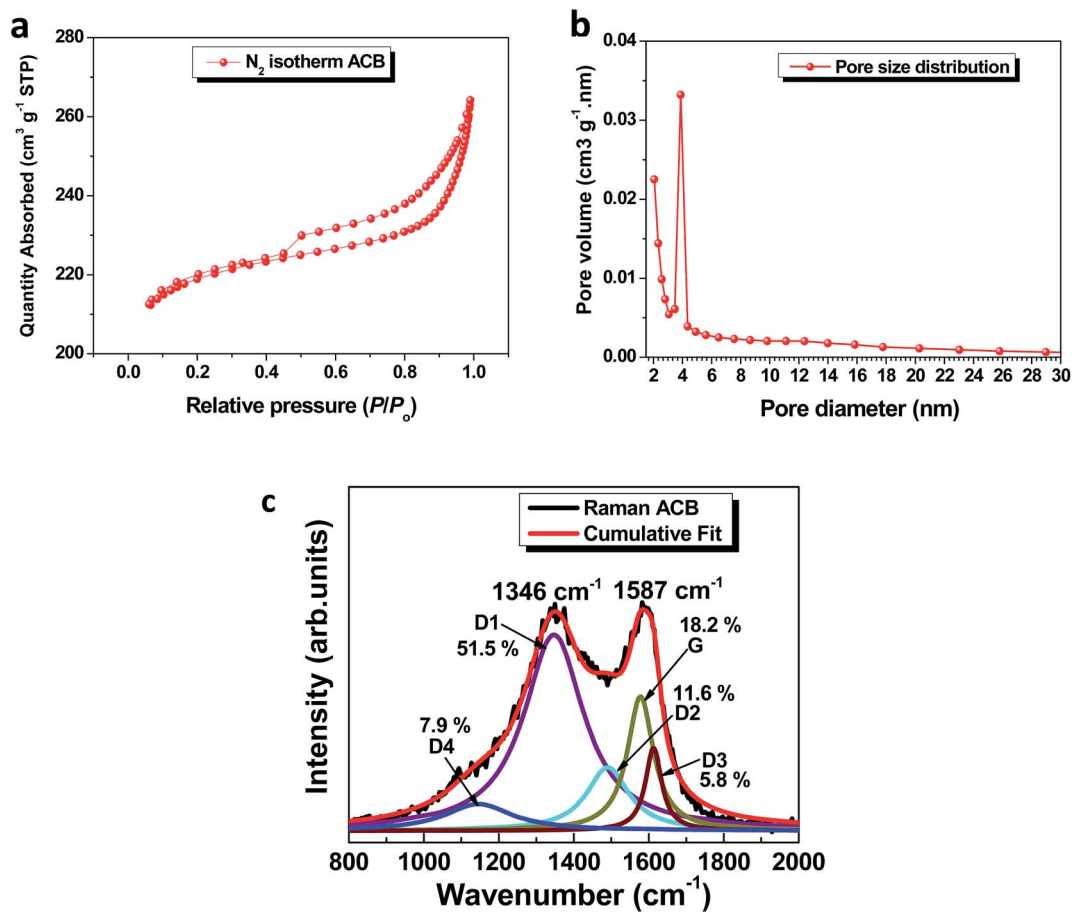 a
280
260
240
220
200
Quantity Absorbed (cm³ g⁻¹ STP)
N₂ isotherm ACB
0.0 0.2 0.4 0.6 0.8 1.0
Relative pressure (P/Pₒ)
b
0.04
0.03
0.02
0.01
0.00
Pore volume (cm3 g⁻¹.nm)
Pore size distribution
2 4 6 8 10 12 14 16 18 20 22 24 26 28 30
Pore diameter (nm)
c
Intensity (arb.units)
Raman ACB
Cumulative Fit
1346 cm⁻¹ 1587 cm⁻¹
D1
51.5 %
18.2 %
G
11.6 %
D2
7.9 %
D4
D3
5.8 %
800 1000 1200 1400 1600 1800 2000
Wavenumber (cm⁻¹)